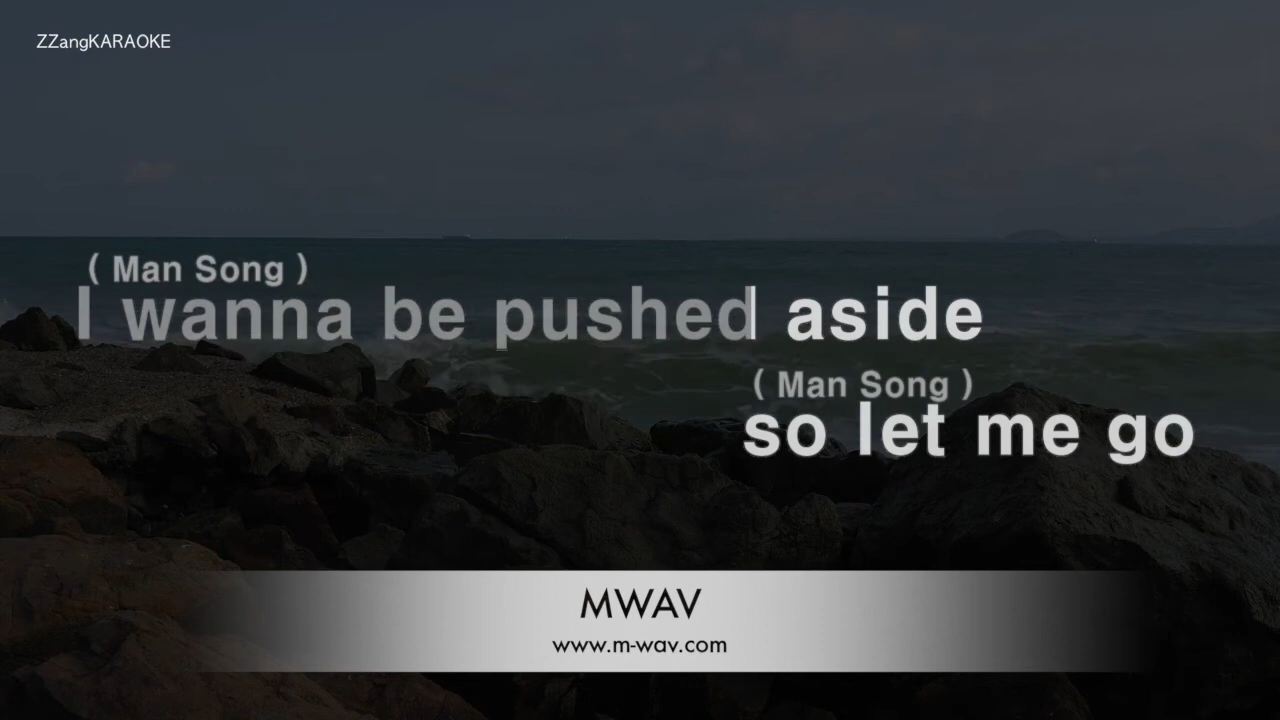 ZZangKARAOKE
( Man Song )
I wanna be pushed aside
( Man Song )
so let me go
MWAV
www.m-wav.com